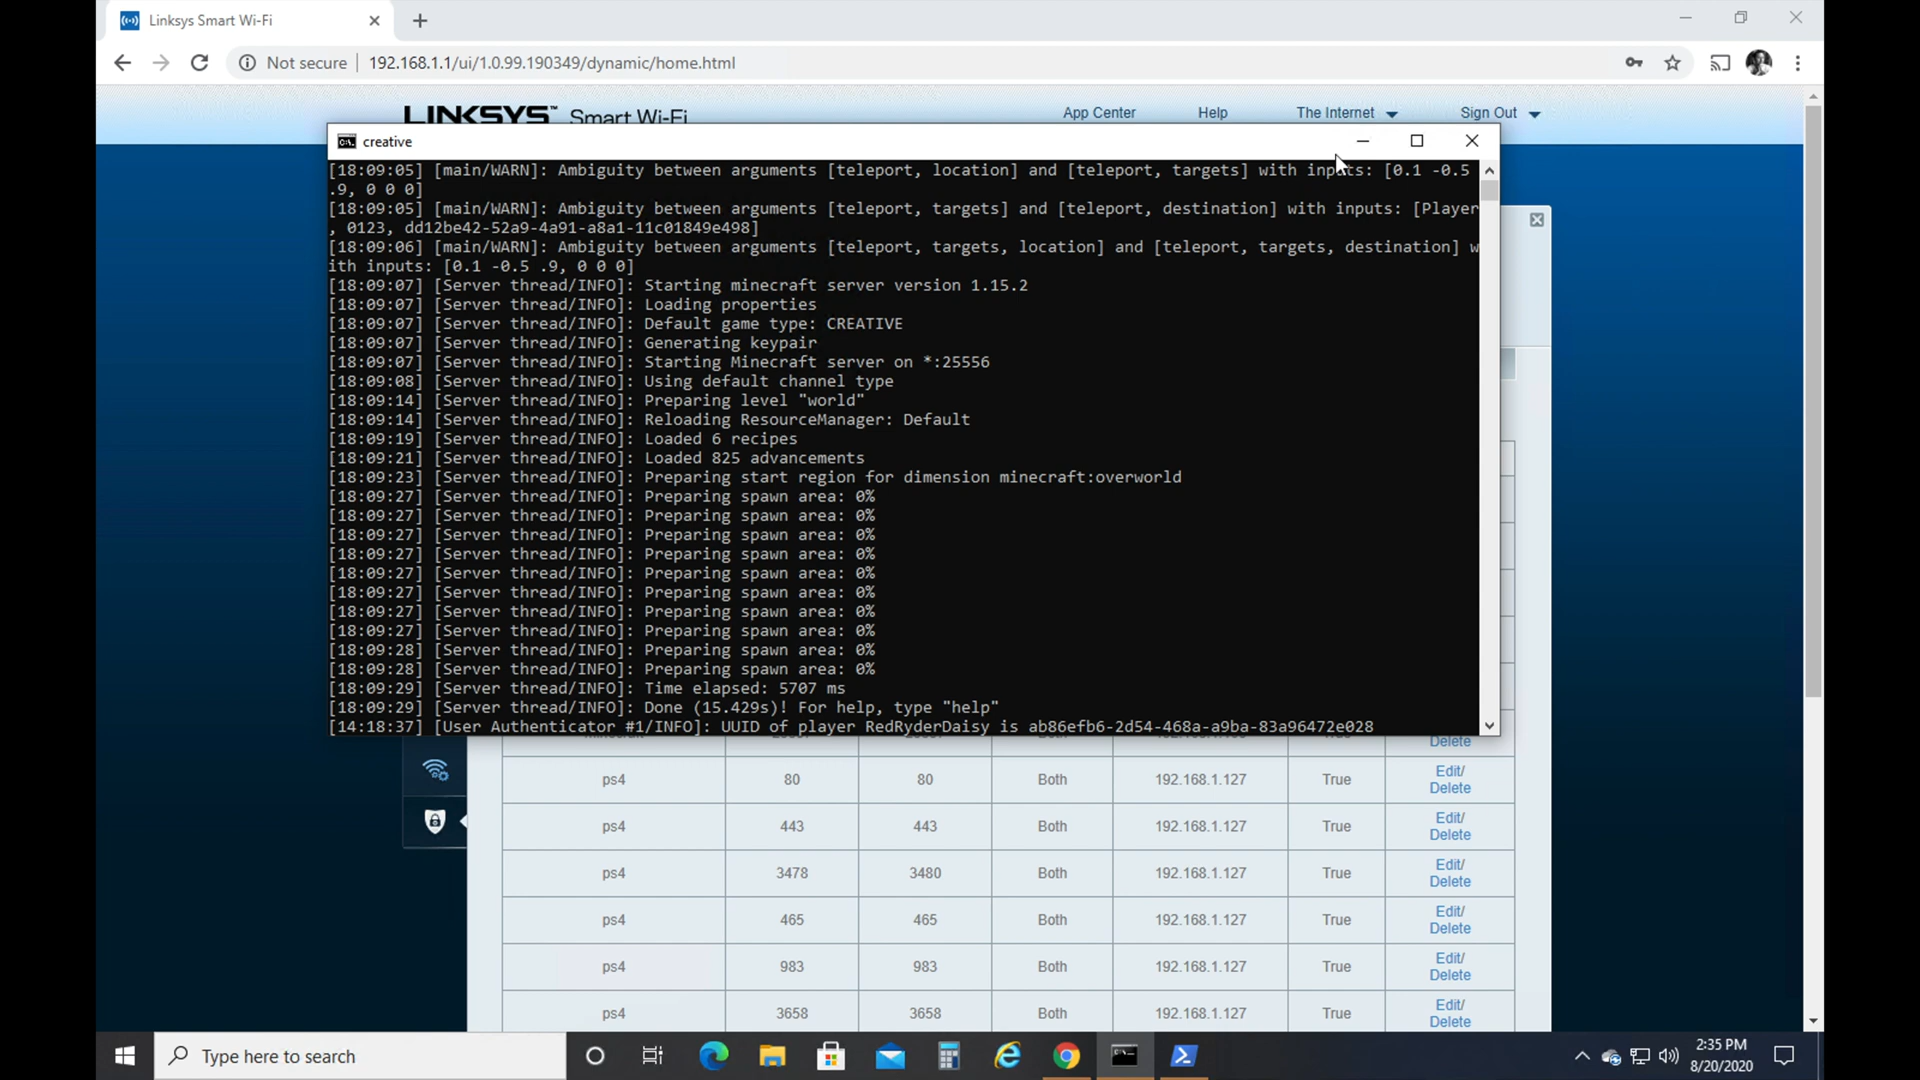 Linksys Smart Wi-Fi
Not secure | 192.168.1.1/ui/1.0.99.190349/dynamic/home.html
LINKSYS™ Smart Wi-Fi
App Center Help The Internet Sign Out
creative
[18:09:05] [main/WARN]: Ambiguity between arguments [teleport, location] and [teleport, targets] with inputs: [0.1 -0.5
.9, 0 0 0]
[18:09:05] [main/WARN]: Ambiguity between arguments [teleport, targets] and [teleport, destination] with inputs: [Player
, 0123, dd12be42-52a9-4a91-a8a1-11c01849e498]
[18:09:06] [main/WARN]: Ambiguity between arguments [teleport, targets, location] and [teleport, targets, destination] w
ith inputs: [0.1 -0.5 .9, 0 0 0]
[18:09:07] [Server thread/INFO]: Starting minecraft server version 1.15.2
[18:09:07] [Server thread/INFO]: Loading properties
[18:09:07] [Server thread/INFO]: Default game type: CREATIVE
[18:09:07] [Server thread/INFO]: Generating keypair
[18:09:07] [Server thread/INFO]: Starting Minecraft server on *:25556
[18:09:08] [Server thread/INFO]: Using default channel type
[18:09:14] [Server thread/INFO]: Preparing level "world"
[18:09:14] [Server thread/INFO]: Reloading ResourceManager: Default
[18:09:19] [Server thread/INFO]: Loaded 6 recipes
[18:09:21] [Server thread/INFO]: Loaded 825 advancements
[18:09:23] [Server thread/INFO]: Preparing start region for dimension minecraft:overworld
[18:09:27] [Server thread/INFO]: Preparing spawn area: 0%
[18:09:27] [Server thread/INFO]: Preparing spawn area: 0%
[18:09:27] [Server thread/INFO]: Preparing spawn area: 0%
[18:09:27] [Server thread/INFO]: Preparing spawn area: 0%
[18:09:27] [Server thread/INFO]: Preparing spawn area: 0%
[18:09:27] [Server thread/INFO]: Preparing spawn area: 0%
[18:09:27] [Server thread/INFO]: Preparing spawn area: 0%
[18:09:27] [Server thread/INFO]: Preparing spawn area: 0%
[18:09:28] [Server thread/INFO]: Preparing spawn area: 0%
[18:09:28] [Server thread/INFO]: Preparing spawn area: 0%
[18:09:29] [Server thread/INFO]: Time elapsed: 5707 ms
[18:09:29] [Server thread/INFO]: Done (15.429s)! For help, type "help"
[14:18:37] [User Authenticator #1/INFO]: UUID of player RedRyderDaisy is ab86efb6-2d54-468a-a9ba-83a96472e028
Delete
ps4 80 80 Both 192.168.1.127 True Edit/
Delete
ps4 443 443 Both 192.168.1.127 True Edit/
Delete
ps4 3478 3480 Both 192.168.1.127 True Edit/
Delete
ps4 465 465 Both 192.168.1.127 True Edit/
Delete
ps4 983 983 Both 192.168.1.127 True Edit/
Delete
ps4 3658 3658 Both 192.168.1.127 True Edit/
Delete
Type here to search
2:35 PM
8/20/2020